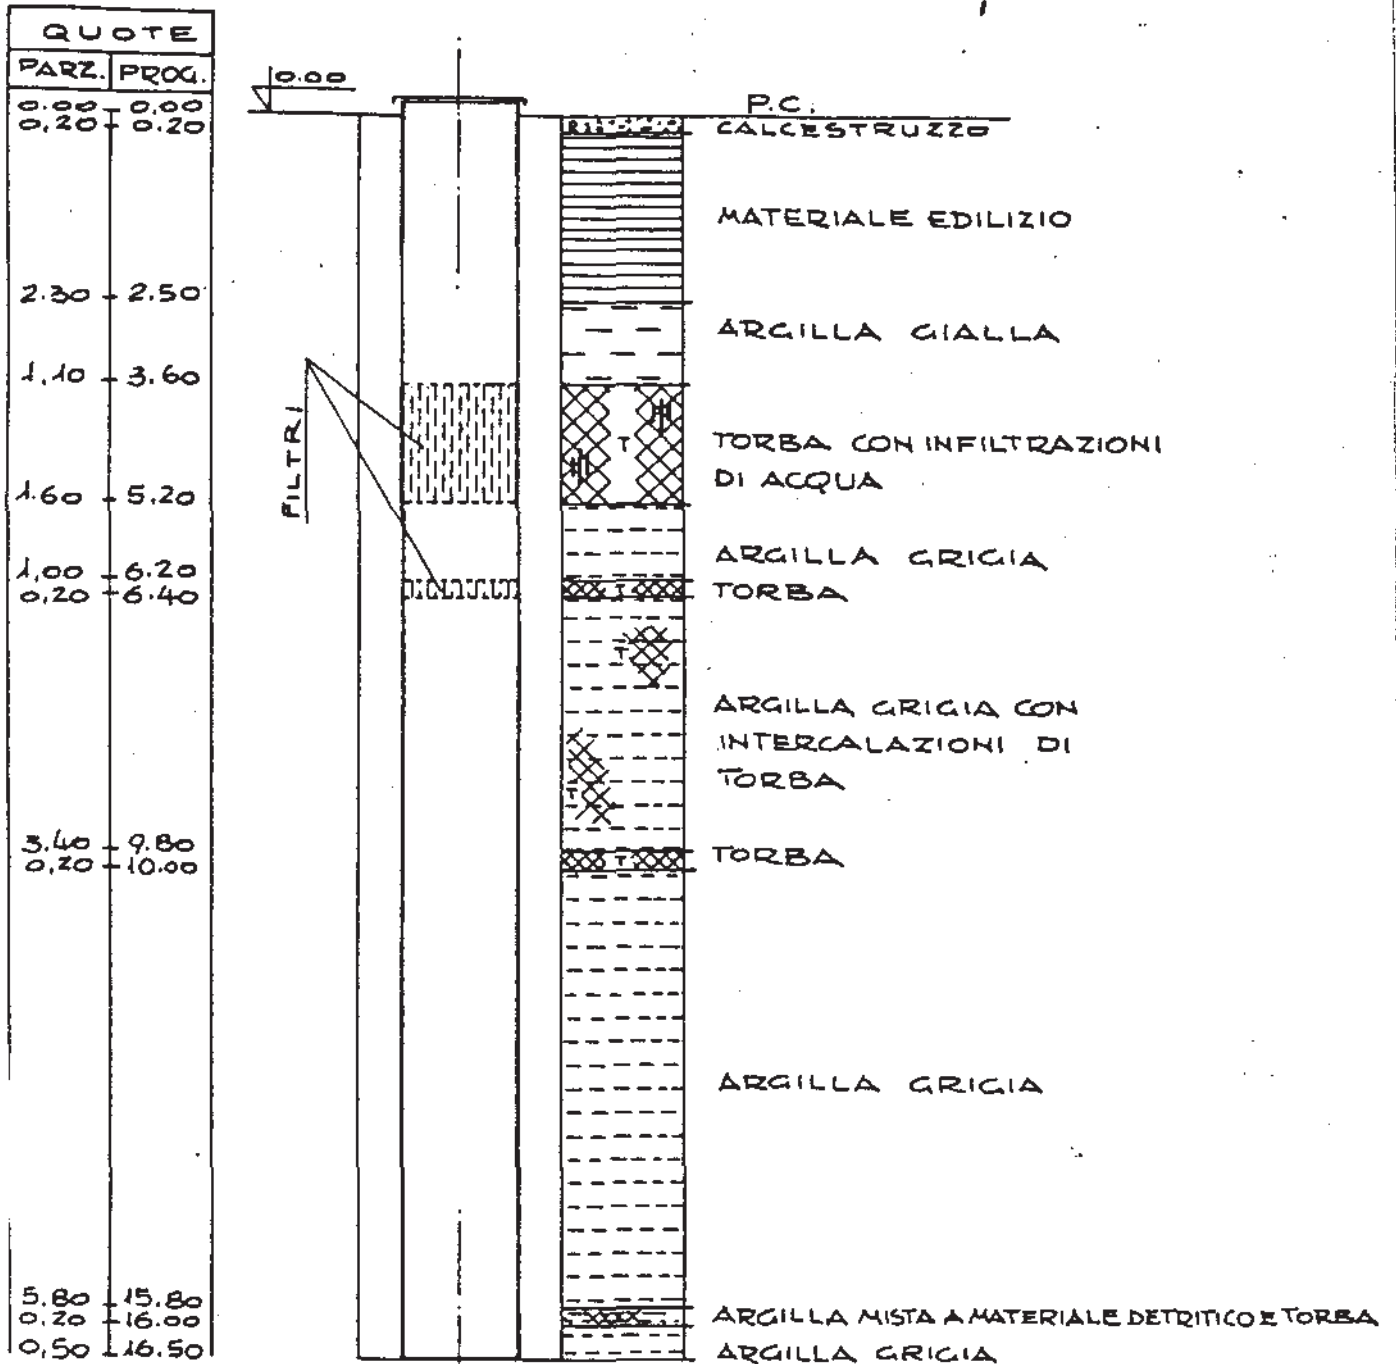 QUOTE
PARZ. PROG.
0.00 0.00
0,20 0.20
2.30 2.50
1,10 3.60
1.60 5.20
1,00 6.20
0,20 6.40
3.40 9.80
0,20 10.00
5.80 15.80
0.20 16.00
0,50 16.50
0.00
FILTRI
P.C.
CALCESTRUZZO
MATERIALE EDILIZIO
ARGILLA GIALLA
T
TORBA CON INFILTRAZIONI
DI ACQUA
ARGILLA GRIGIA
T
TORBA
T
ARGILLA GRIGIA CON
INTERCALAZIONI DI
TORBA
T
T
TORBA
ARGILLA GRIGIA
ARGILLA MISTA A MATERIALE DETRITICO E TORBA
ARGILLA GRIGIA